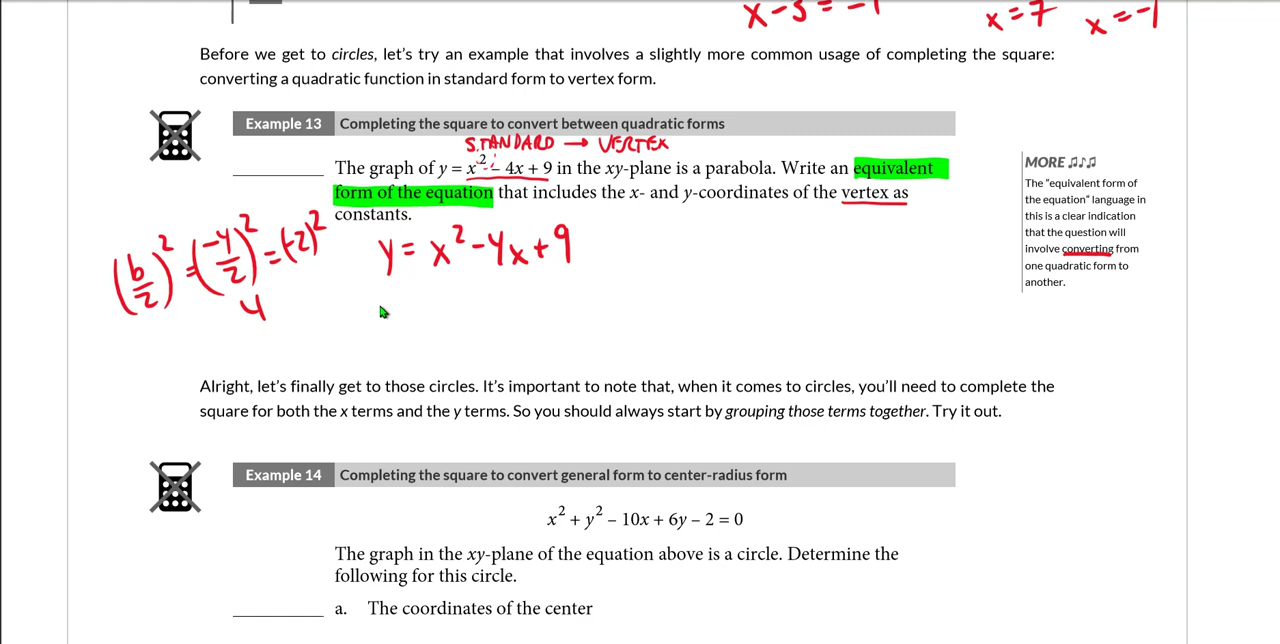 x-5 = -1 x = 7 x = -1
Before we get to circles, let's try an example that involves a slightly more common usage of completing the square:
converting a quadratic function in standard form to vertex form.
Example 13 Completing the square to convert between quadratic forms
STANDARD → VERTEX
The graph of y = x² – 4x + 9 in the xy-plane is a parabola. Write an equivalent
form of the equation that includes the x- and y-coordinates of the vertex as
constants.
MORE ♫♪♫
The "equivalent form of
the equation" language in
this is a clear indication
that the question will
involve converting from
one quadratic form to
another.
(b/2)² = (-4/2)² = (-2)²
4
y = x² - 4x + 9
Alright, let's finally get to those circles. It's important to note that, when it comes to circles, you'll need to complete the
square for both the x terms and the y terms. So you should always start by grouping those terms together. Try it out.
Example 14 Completing the square to convert general form to center-radius form
x² + y² – 10x + 6y – 2 = 0
The graph in the xy-plane of the equation above is a circle. Determine the
following for this circle.
a. The coordinates of the center